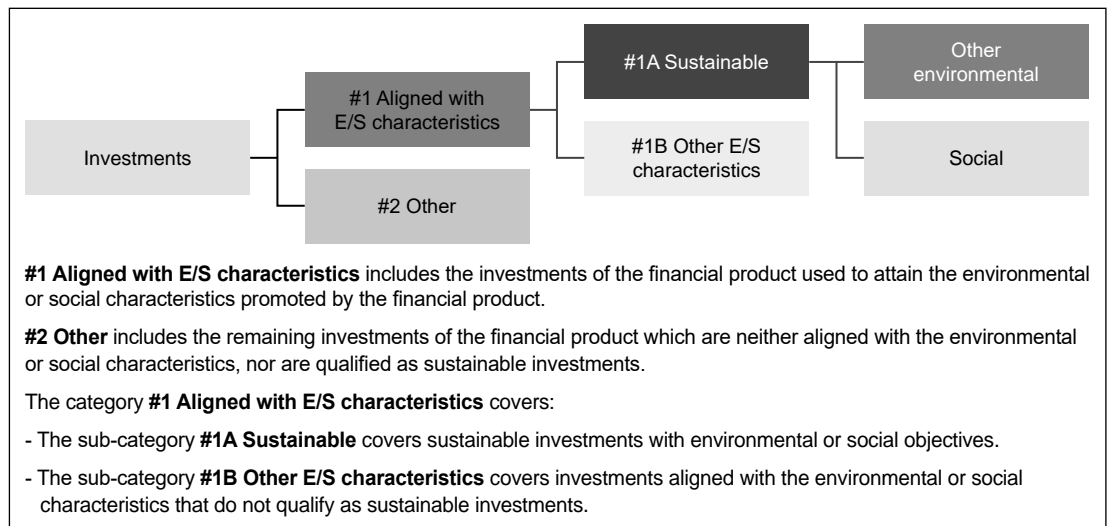 Investments
#1 Aligned with
E/S characteristics
#2 Other
#1A Sustainable
#1B Other E/S
characteristics
Other
environmental
Social
#1 Aligned with E/S characteristics includes the investments of the financial product used to attain the environmental
or social characteristics promoted by the financial product.
#2 Other includes the remaining investments of the financial product which are neither aligned with the environmental
or social characteristics, nor are qualified as sustainable investments.
The category #1 Aligned with E/S characteristics covers:
- The sub-category #1A Sustainable covers sustainable investments with environmental or social objectives.
- The sub-category #1B Other E/S characteristics covers investments aligned with the environmental or social
characteristics that do not qualify as sustainable investments.